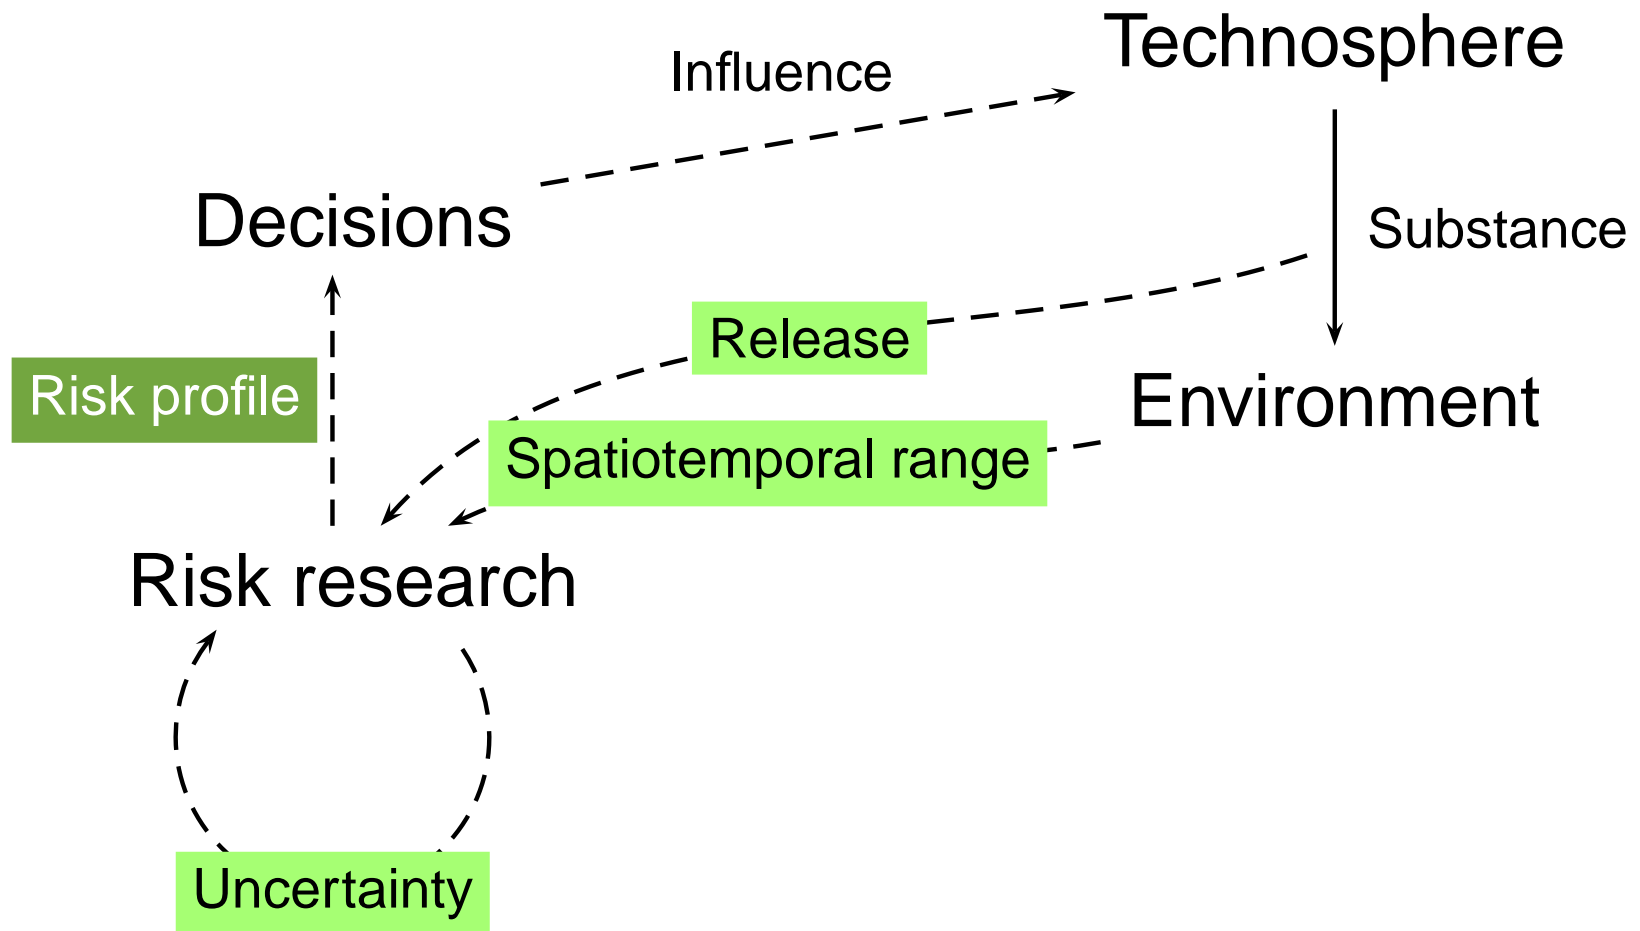 Technosphere
Influence
Decisions
Substance
Release
Risk profile
Environment
Spatiotemporal range
Risk research
Uncertainty